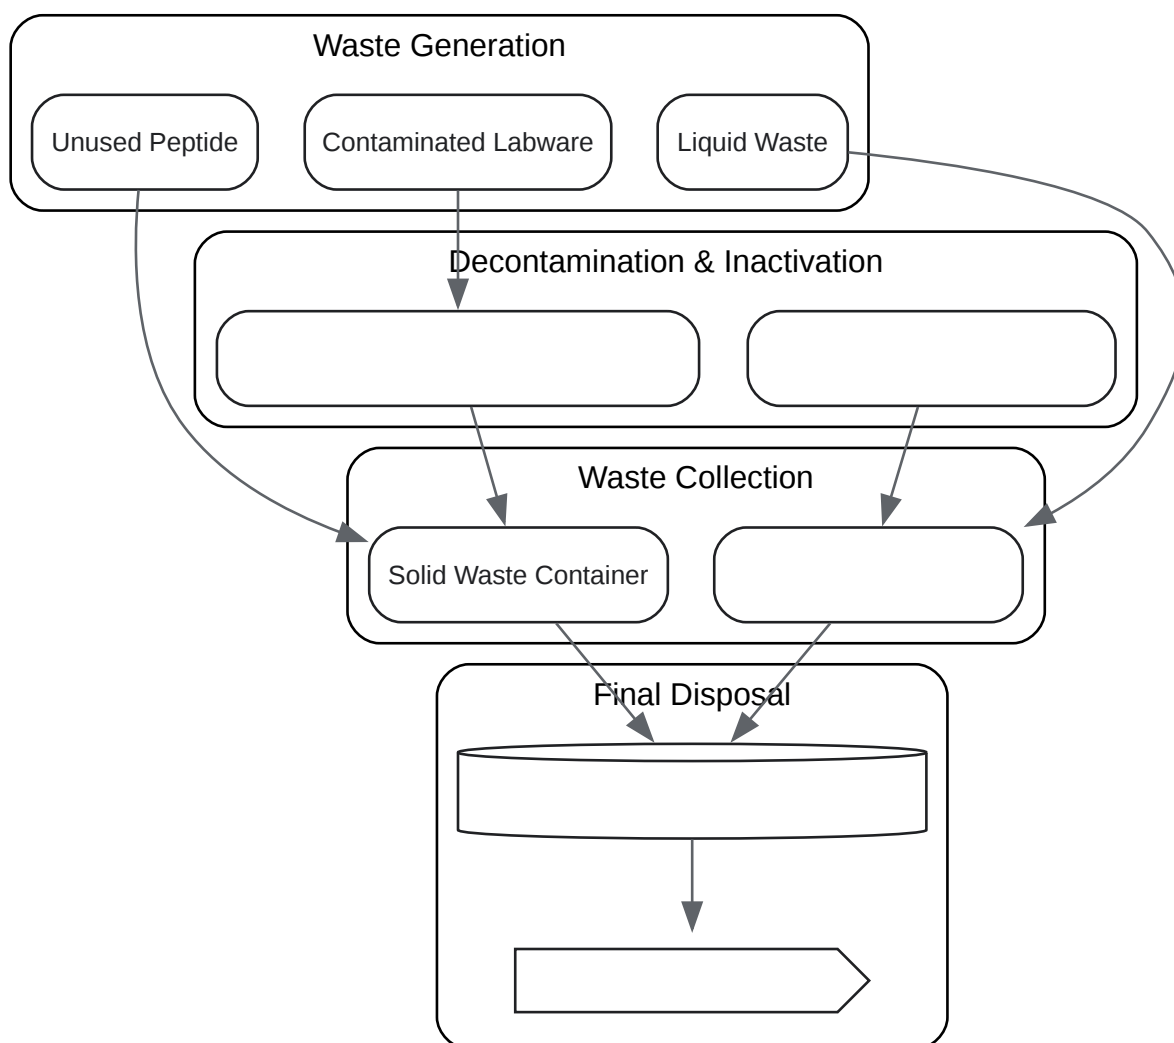 Waste Generation
Unused Peptide
Contaminated Labware
Liquid Waste
Decontamination & Inactivation
Waste Collection
Solid Waste Container
Final Disposal